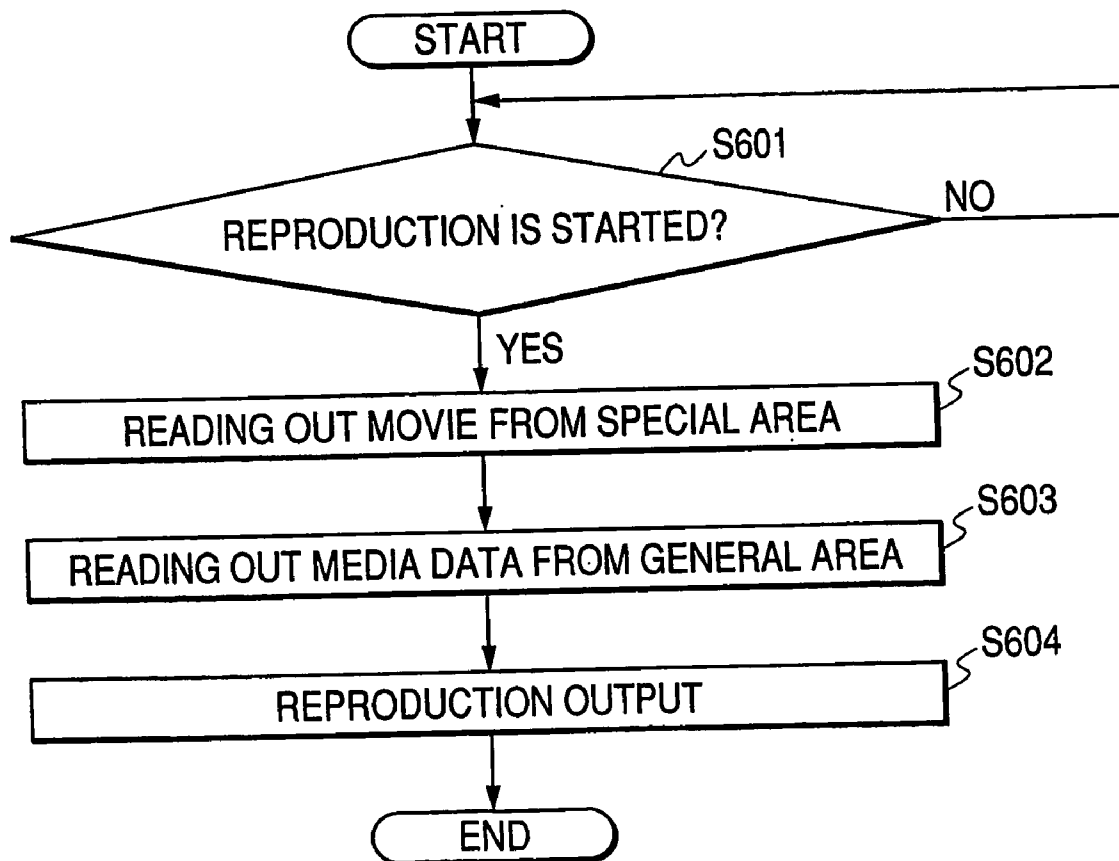 START
S601
REPRODUCTION IS STARTED?
NO
YES
S602
READING OUT MOVIE FROM SPECIAL AREA
S603
READING OUT MEDIA DATA FROM GENERAL AREA
S604
REPRODUCTION OUTPUT
END